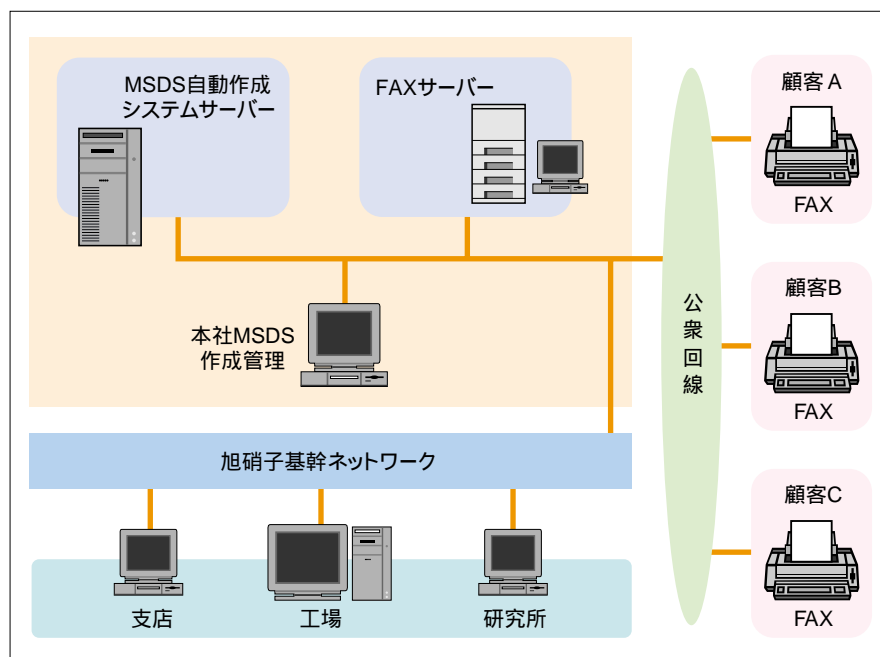 MSDS自動作成
システムサーバー
FAXサーバー
本社MSDS
作成管理
旭硝子基幹ネットワーク
支店
工場
研究所
公衆回線
顧客A
FAX
顧客B
FAX
顧客C
FAX